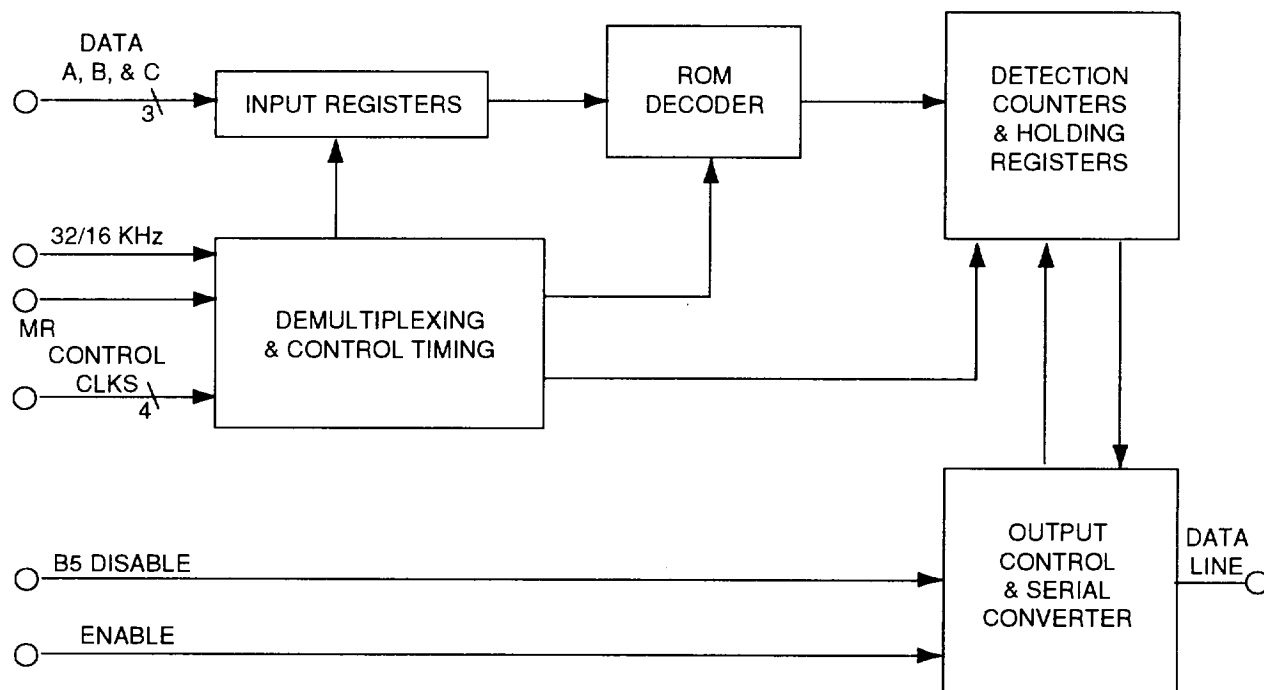 DATA
A, B, & C
3
INPUT REGISTERS
ROM
DECODER
DETECTION
COUNTERS
& HOLDING
REGISTERS
32/16 KHz
MR
CONTROL
CLKS
4
DEMULTIPLEXING
& CONTROL TIMING
B5 DISABLE
ENABLE
OUTPUT
CONTROL
& SERIAL
CONVERTER
DATA
LINE